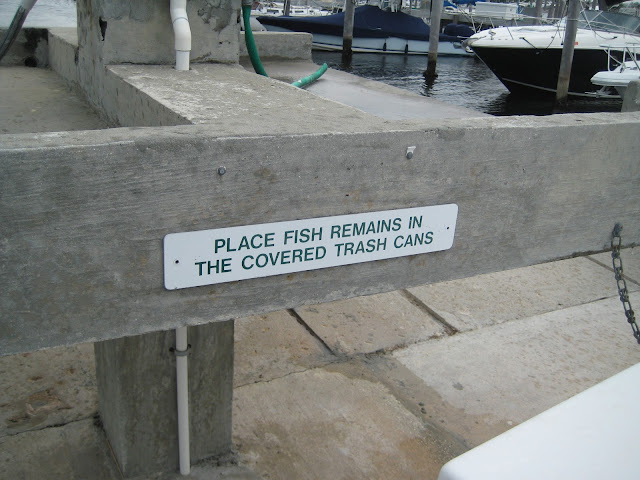 PLACE FISH REMAINS IN
THE COVERED TRASH CANS